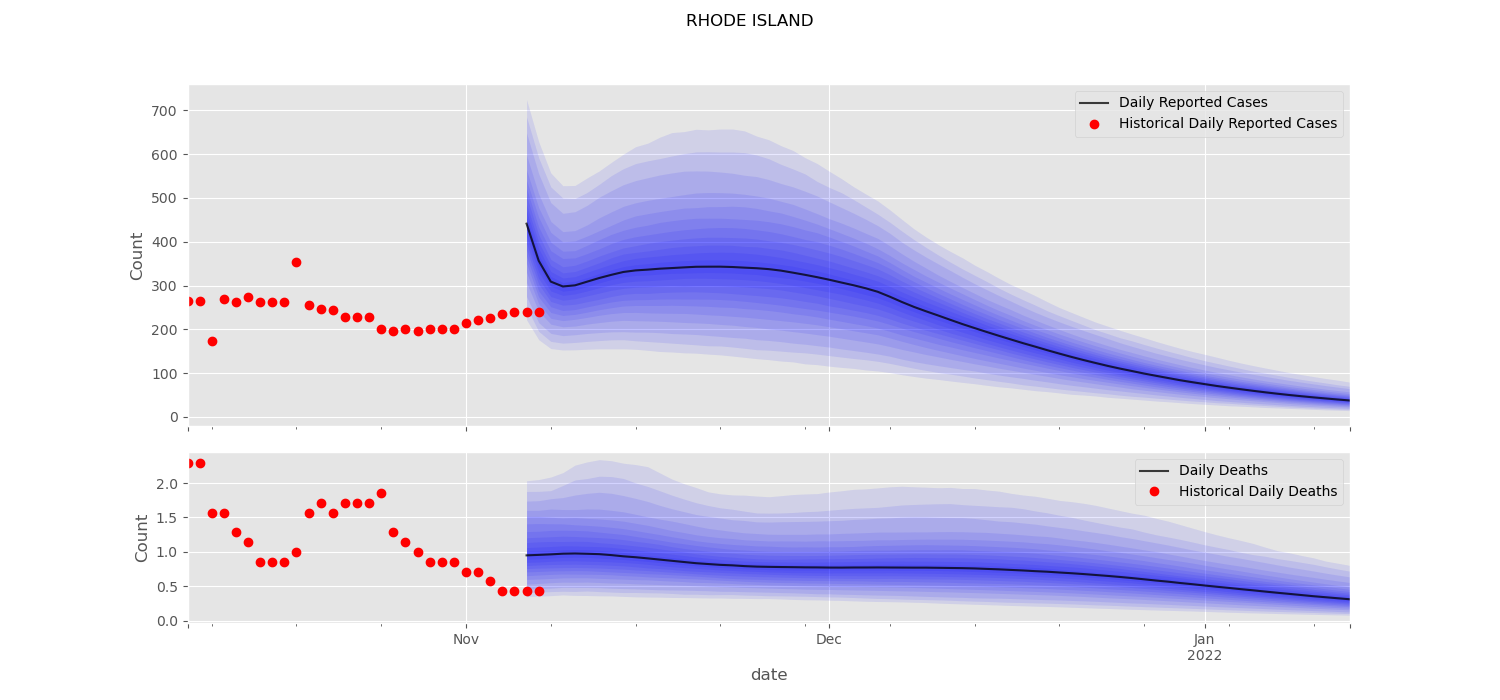 RHODE ISLAND
Daily Reported Cases
Historical Daily Reported Cases
700
600
500
400
300
200
100
0
Count
Daily Deaths
Historical Daily Deaths
2.0
1.5
1.0
0.5
0.0
Count
Nov
Dec
Jan
2022
date